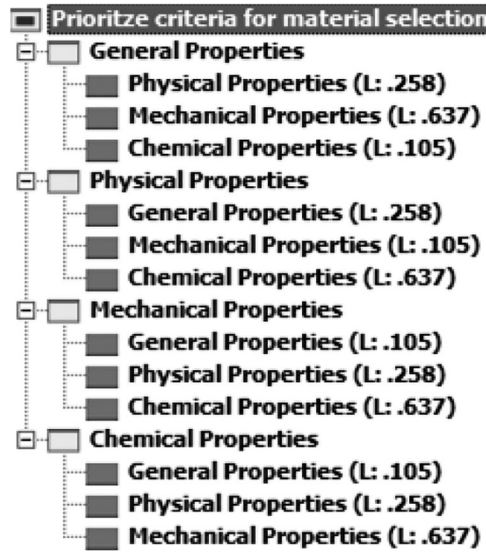 Prioritze criteria for material selection
General Properties
Physical Properties (L: .258)
Mechanical Properties (L: .637)
Chemical Properties (L: .105)
Physical Properties
General Properties (L: .258)
Mechanical Properties (L: .105)
Chemical Properties (L: .637)
Mechanical Properties
General Properties (L: .105)
Physical Properties (L: .258)
Chemical Properties (L: .637)
Chemical Properties
General Properties (L: .105)
Physical Properties (L: .258)
Mechanical Properties (L: .637)